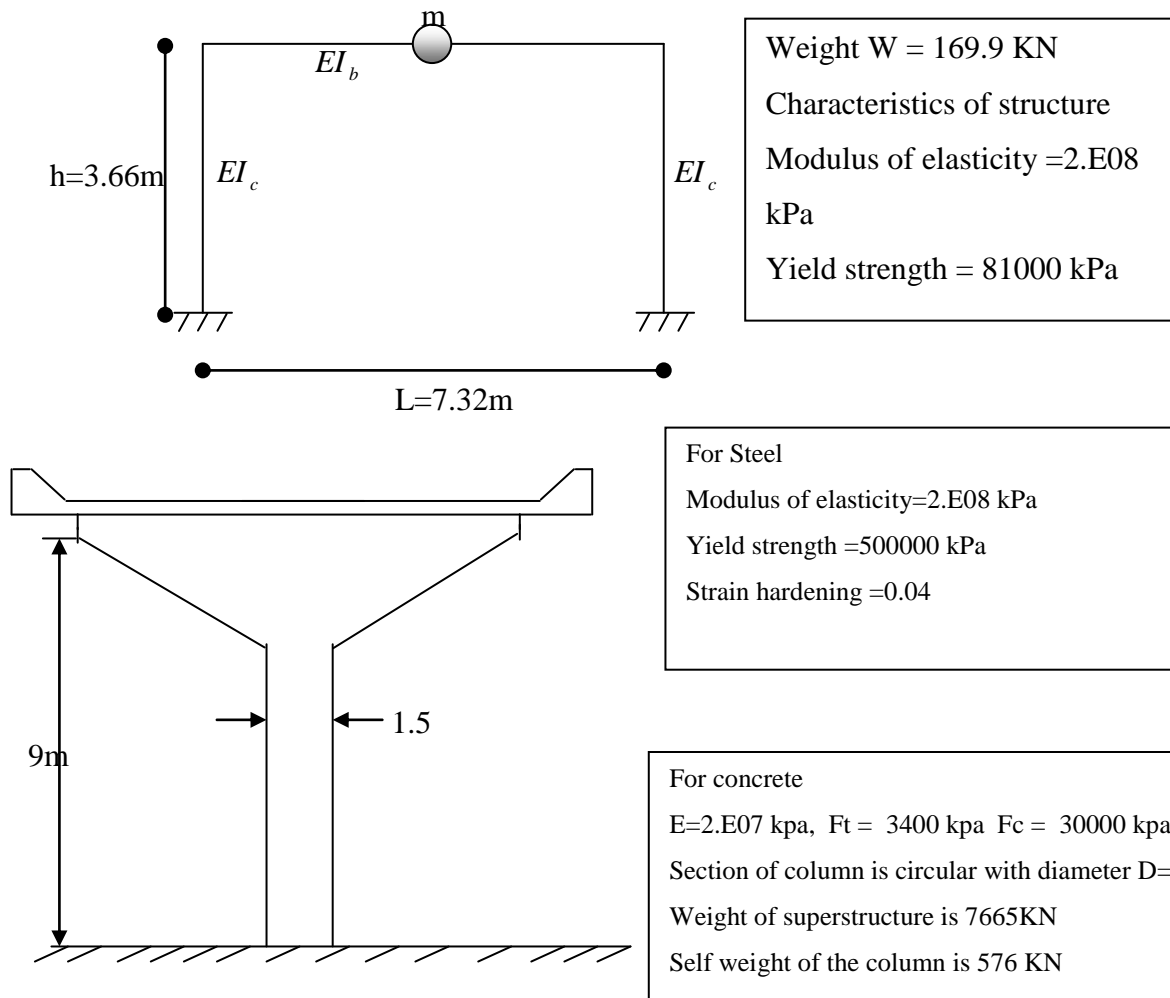 m
EI_b
h=3.66m
EI_c
EI_c
L=7.32m
Weight W = 169.9 KN
Characteristics of structure
Modulus of elasticity =2.E08
kPa
Yield strength = 81000 kPa
For Steel
Modulus of elasticity=2.E08 kPa
Yield strength =500000 kPa
Strain hardening =0.04
1.5
9m
For concrete
E=2.E07 kpa, Ft = 3400 kpa Fc = 30000 kpa
Section of column is circular with diameter D=
Weight of superstructure is 7665KN
Self weight of the column is 576 KN